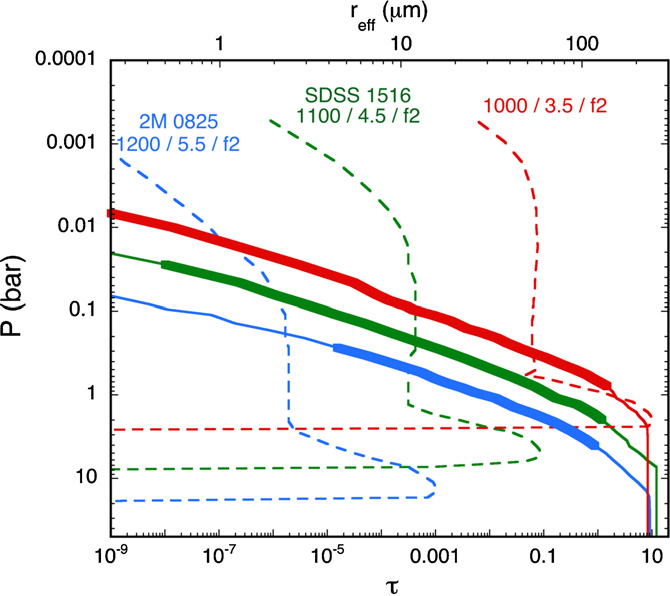 r_eff (μm)
1 10 100
0.0001
0.001
0.01
0.1
1
10
P (bar)
2M 0825
1200 / 5.5 / f2
SDSS 1516
1100 / 4.5 / f2
1000 / 3.5 / f2
10^-9 10^-7 10^-5 0.001 0.1 10
τ